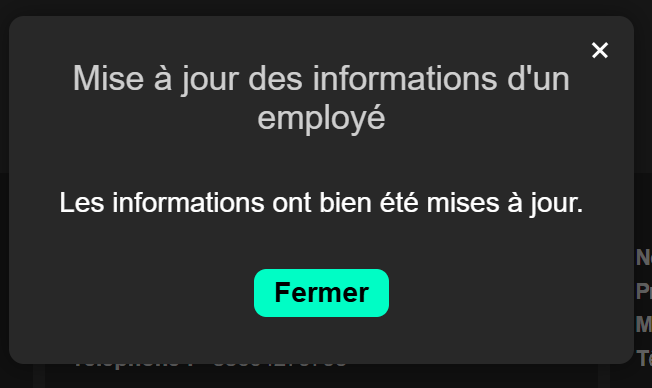 Mise à jour des informations d'un
employé
Les informations ont bien été mises à jour.
Fermer